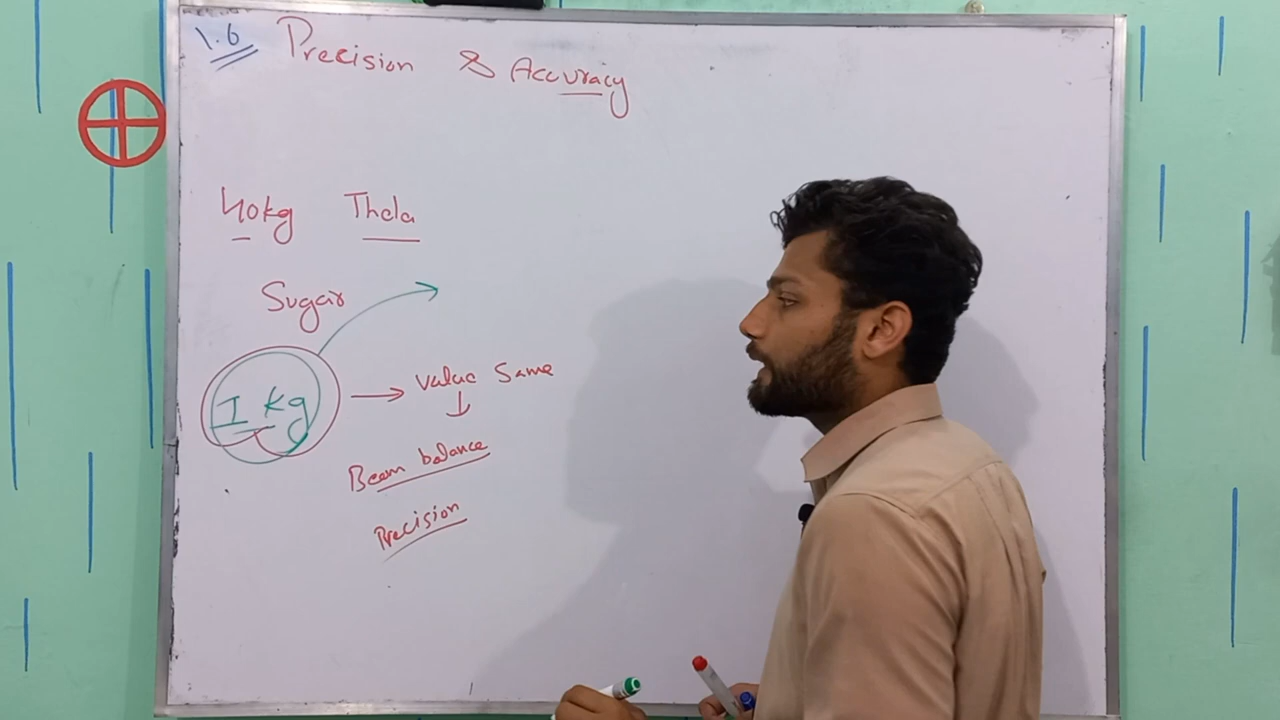 1.6 Precision & Accuracy
40kg Thela
Sugar
1 kg → Value Same
↓
Beam balance
Precision